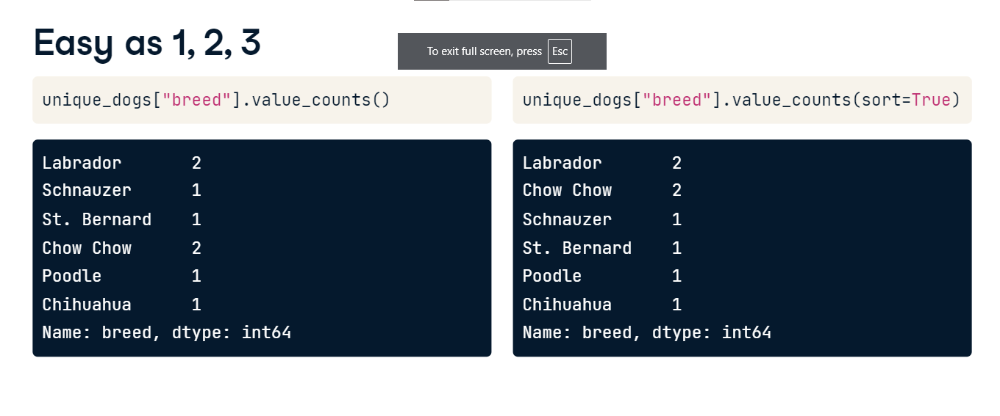 Easy as 1, 2, 3
To exit full screen, press Esc
unique_dogs["breed"].value_counts()
Labrador       2
Schnauzer      1
St. Bernard    1
Chow Chow      2
Poodle         1
Chihuahua      1
Name: breed, dtype: int64
unique_dogs["breed"].value_counts(sort=True)
Labrador       2
Chow Chow      2
Schnauzer      1
St. Bernard    1
Poodle         1
Chihuahua      1
Name: breed, dtype: int64